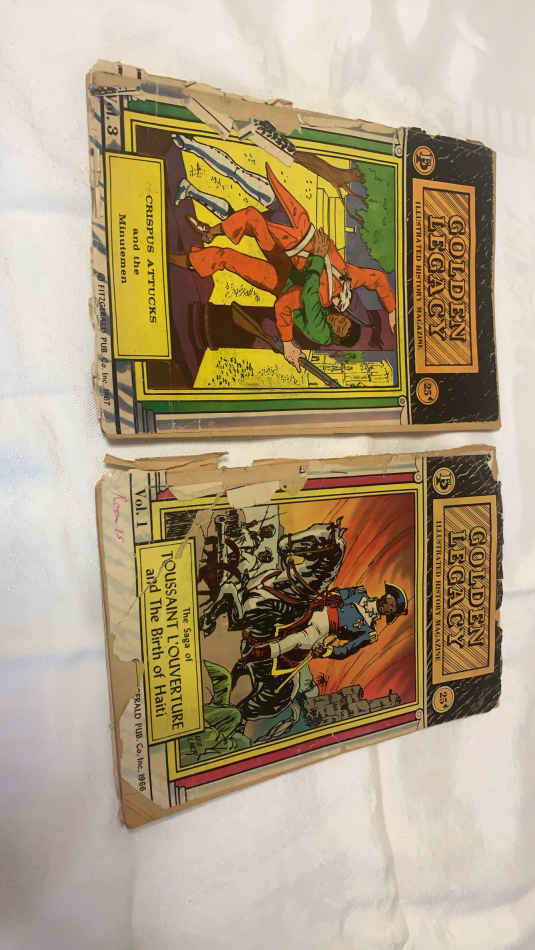 GOLDEN
LEGACY
ILLUSTRATED HISTORY MAGAZINE
25¢
Vol. 3
CRISPUS ATTUCKS
and the
Minutemen
© FITZGERALD PUB. Co. Inc. 1967
GOLDEN
LEGACY
ILLUSTRATED HISTORY MAGAZINE
25¢
Vol. 1
The Saga of
TOUSSAINT L'OUVERTURE
and The Birth of Haiti
ERALD PUB. Co., Inc. 1966